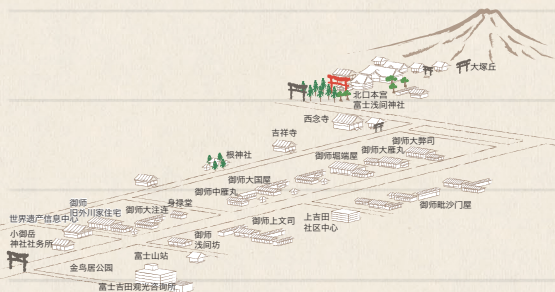 大塚丘
北口本宫
富士浅间神社
西念寺
吉祥寺
御师大弊司
御师大雁丸
根神社
御师堀端屋
御师大国屋
御师中雁丸
御师毗沙门屋
身禄堂
御师
旧外川家住宅
御师大注连
世界遗产信息中心
上吉田
社区中心
御师上文司
小御岳
神社社务所
御师
浅间坊
富士山站
金鸟居公园
富士吉田观光咨询所